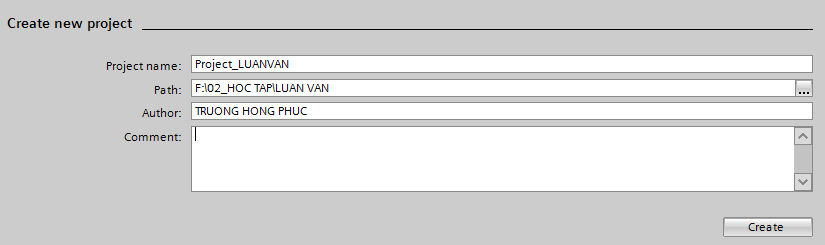 Create new project
Project name: Project_LUANVAN
Path: F:\02_HOC TAP\LUAN VAN ...
Author: TRUONG HONG PHUC
Comment:
Create